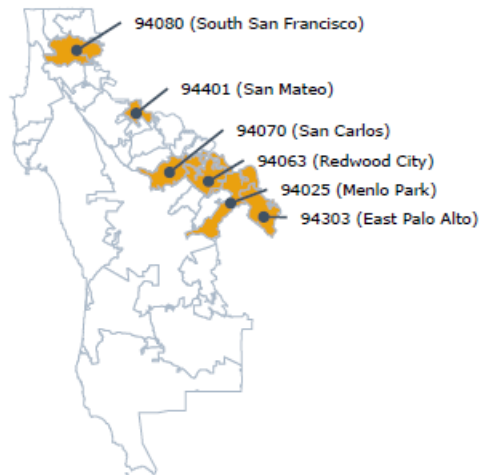 94080 (South San Francisco)
94401 (San Mateo)
94070 (San Carlos)
94063 (Redwood City)
94025 (Menlo Park)
94303 (East Palo Alto)